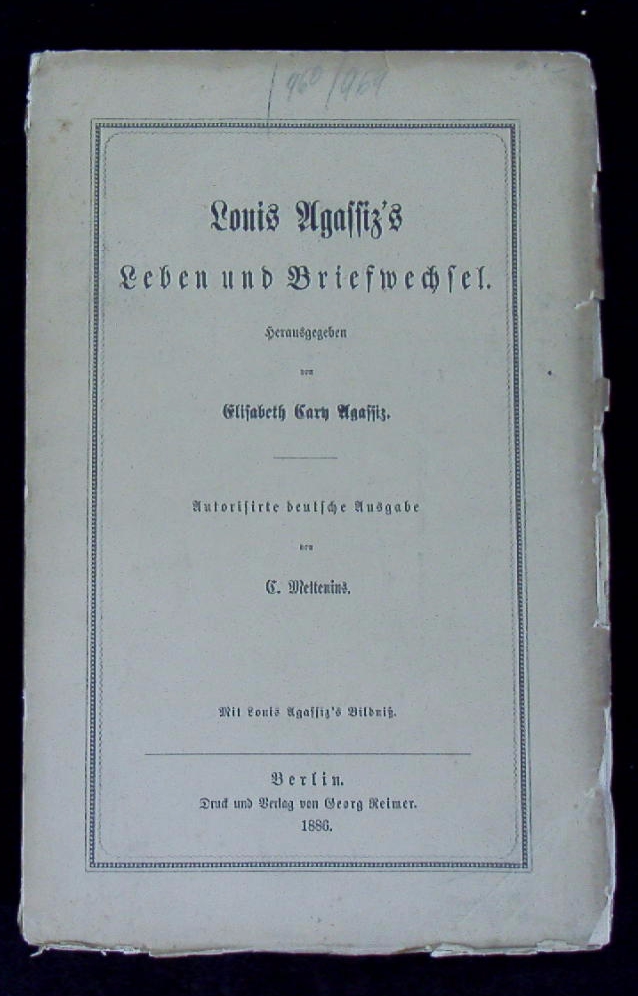 960/969
Louis Agassiz's
Leben und Briefwechsel.
Herausgegeben
von
Elisabeth Cary Agassiz.
Autorisirte deutsche Ausgabe
von
C. Mettenius.
Mit Louis Agassiz's Bildniß.
Berlin.
Druck und Verlag von Georg Reimer.
1886.